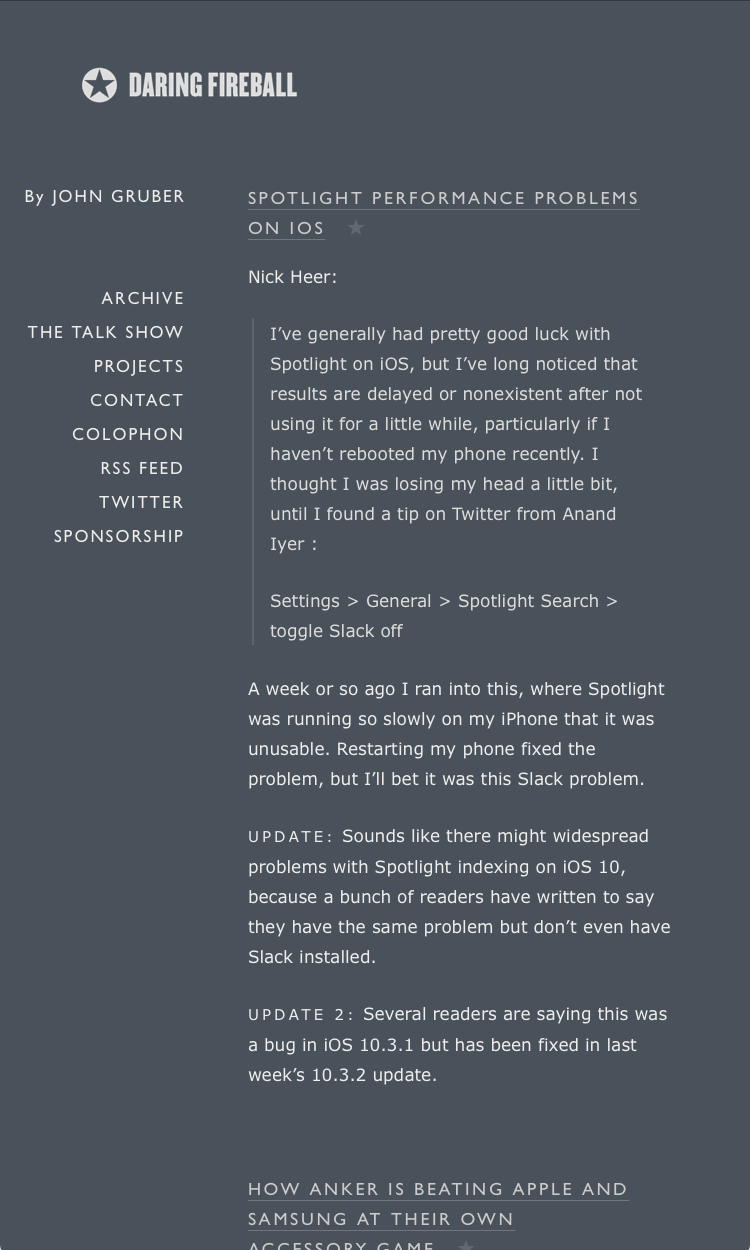 DARING FIREBALL
By JOHN GRUBER
ARCHIVE
THE TALK SHOW
PROJECTS
CONTACT
COLOPHON
RSS FEED
TWITTER
SPONSORSHIP
SPOTLIGHT PERFORMANCE PROBLEMS
ON IOS ★
Nick Heer:
I’ve generally had pretty good luck with
Spotlight on iOS, but I’ve long noticed that
results are delayed or nonexistent after not
using it for a little while, particularly if I
haven’t rebooted my phone recently. I
thought I was losing my head a little bit,
until I found a tip on Twitter from Anand
Iyer :
Settings > General > Spotlight Search >
toggle Slack off
A week or so ago I ran into this, where Spotlight
was running so slowly on my iPhone that it was
unusable. Restarting my phone fixed the
problem, but I’ll bet it was this Slack problem.
UPDATE: Sounds like there might widespread
problems with Spotlight indexing on iOS 10,
because a bunch of readers have written to say
they have the same problem but don’t even have
Slack installed.
UPDATE 2: Several readers are saying this was
a bug in iOS 10.3.1 but has been fixed in last
week’s 10.3.2 update.
HOW ANKER IS BEATING APPLE AND
SAMSUNG AT THEIR OWN
ACCESSORY GAME ★